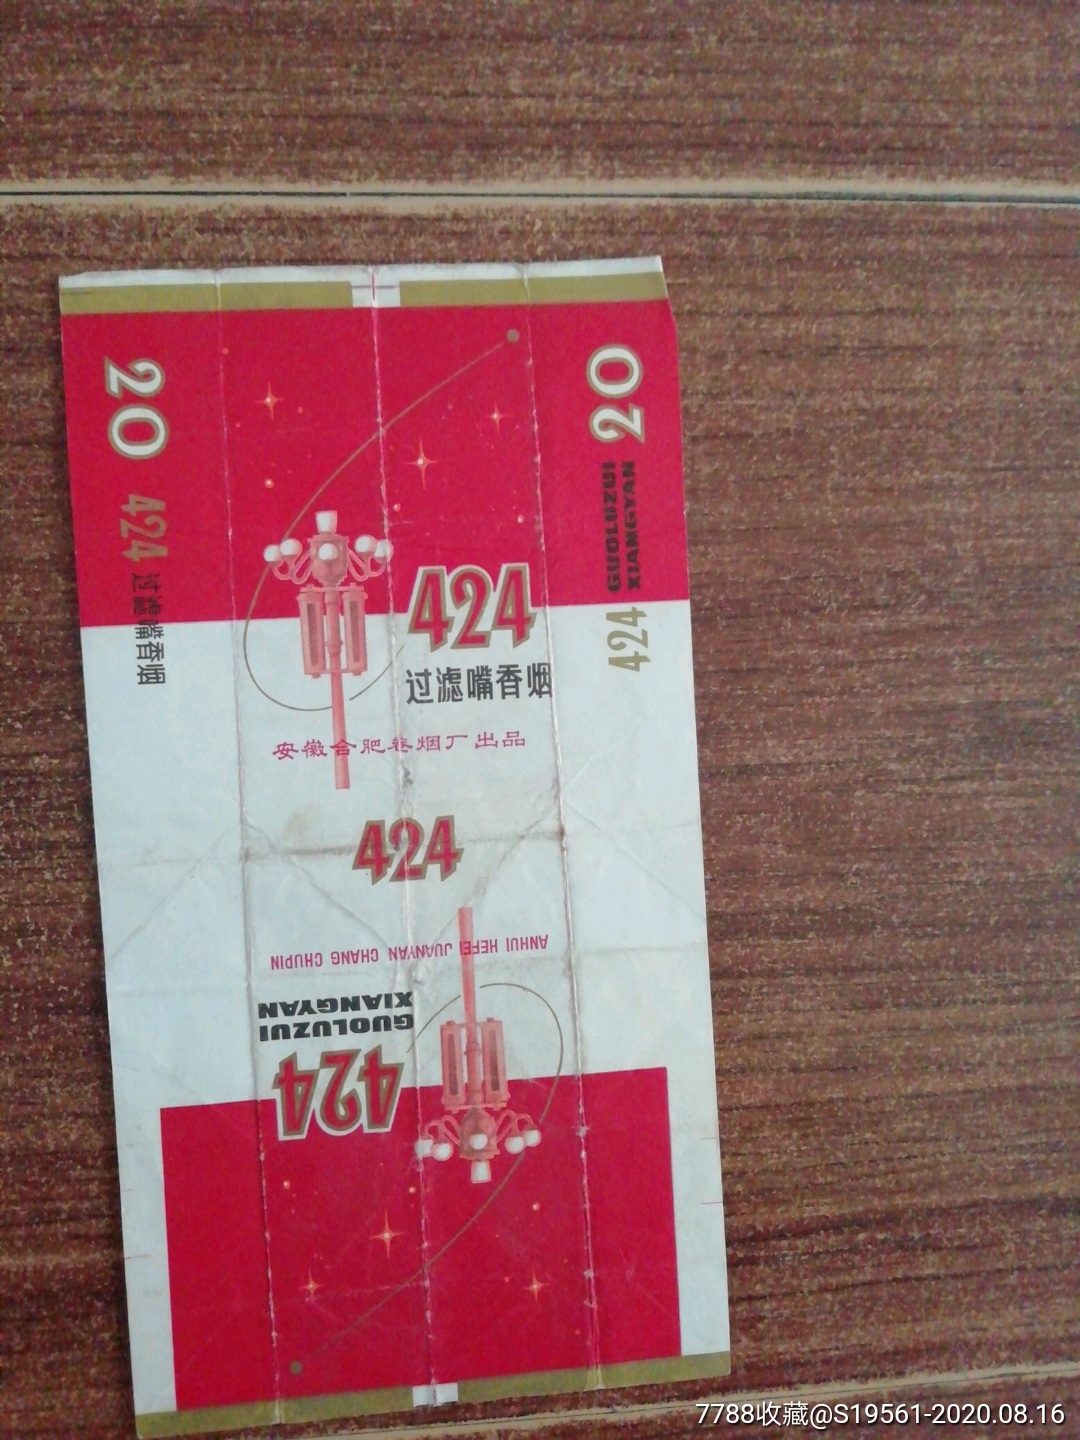 20 424 过滤嘴香烟
424
过滤嘴香烟
安徽合肥卷烟厂出品
424
424 GUOLUZUI XIANGYAN 20
424
GUOLUZUI
XIANGYAN
ANHUI HEFEI JUANYAN CHANG CHUPIN
7788收藏@S19561-2020.08.16